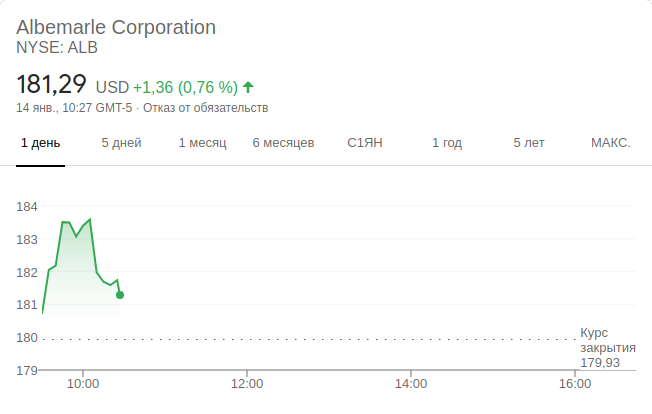 Albemarle Corporation
NYSE: ALB
181,29 USD +1,36 (0,76 %)
14 янв., 10:27 GMT-5 · Отказ от обязательств
1 день 5 дней 1 месяц 6 месяцев С1ЯН 1 год 5 лет МАКС.
184
183
182
181
180
179
Курс
закрытия
179,93
10:00 12:00 14:00 16:00